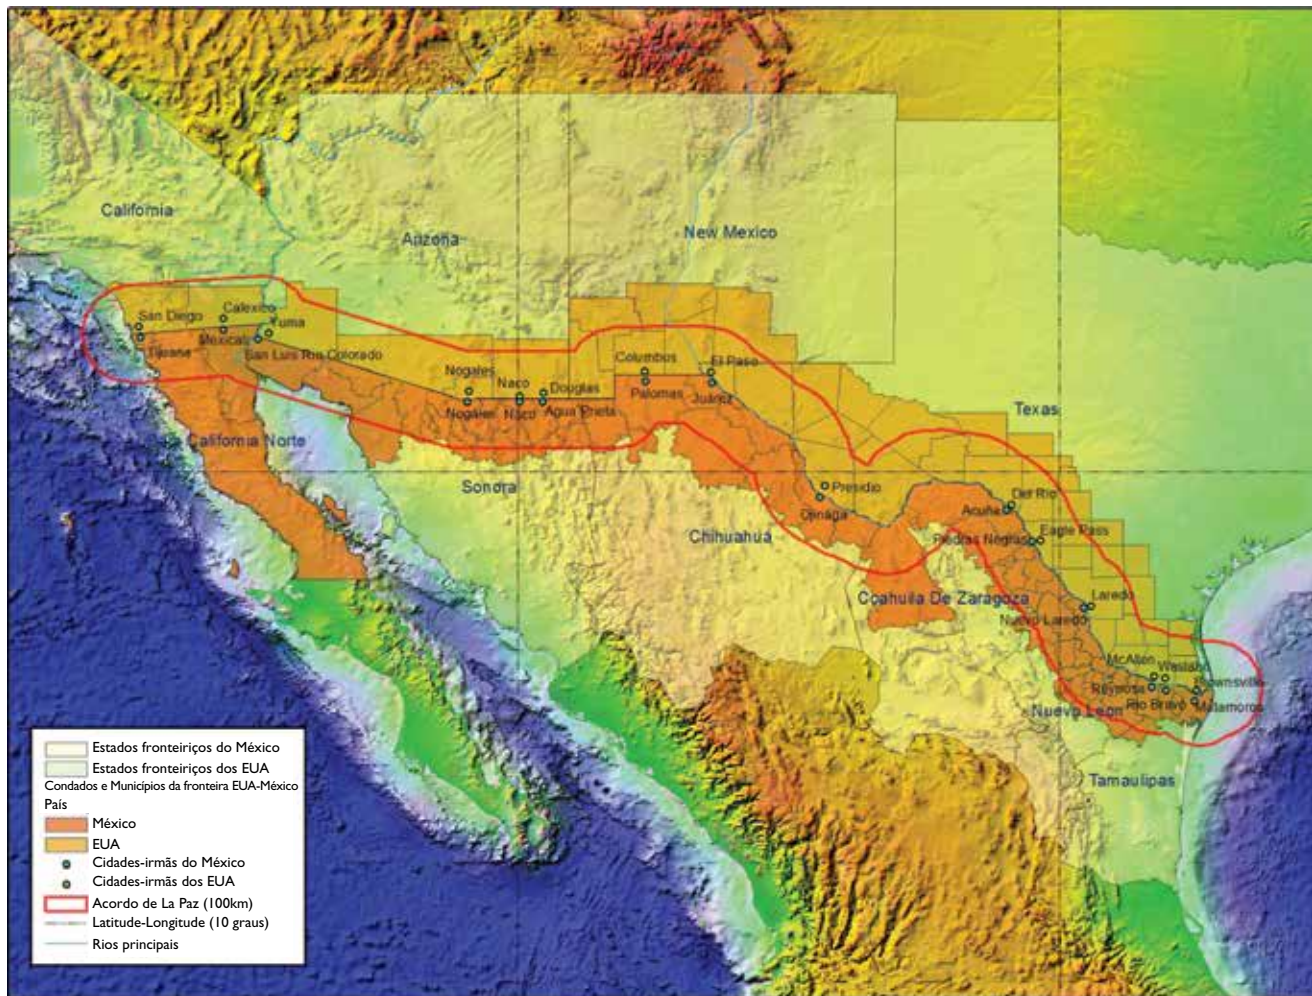 California
Arizona
New Mexico
Texas
San Diego
Calexico
Yuma
Tijuana
Mexicali
San Luis Rio Colorado
Nogales
Naco
Douglas
Nogales
Naco
Agua Prieta
Columbus
El Paso
Palomas
Juárez
California Norte
Sonora
Chihuahua
Presidio
Ojinaga
Del Rio
Acuña
Eagle Pass
Piedras Negras
Coahuila De Zaragoza
Laredo
Nuevo Laredo
McAllen
Reynosa
Rio Bravo
Brownsville
Matamoros
Nuevo Leon
Tamaulipas
Estados fronteiriços do México
Estados fronteiriços dos EUA
Condados e Municípios da fronteira EUA-México
País
México
EUA
Cidades-irmãs do México
Cidades-irmãs dos EUA
Acordo de La Paz (100km)
Latitude-Longitude (10 graus)
Rios principais